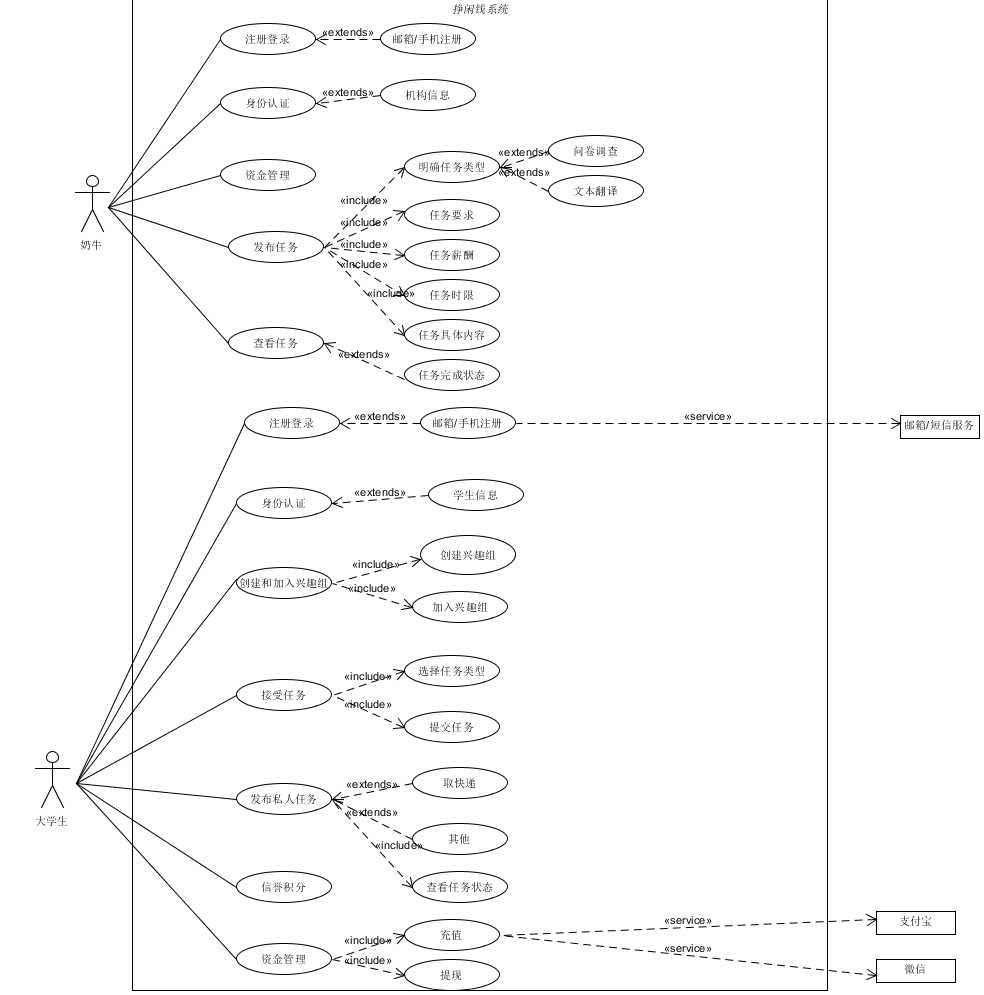 挣闲钱系统
注册登录
«extends»
邮箱/手机注册
身份认证
«extends»
机构信息
资金管理
奶牛
发布任务
«include»
明确任务类型
«extends»
问卷调查
«extends»
文本翻译
«include»
任务要求
«include»
任务薪酬
«include»
任务时限
«include»
任务具体内容
查看任务
«extends»
任务完成状态
注册登录
«extends»
邮箱/手机注册
«service»
邮箱/短信服务
身份认证
«extends»
学生信息
创建和加入兴趣组
«include»
创建兴趣组
«include»
加入兴趣组
接受任务
«include»
选择任务类型
«include»
提交任务
大学生
发布私人任务
«extends»
取快递
«extends»
其他
«include»
查看任务状态
信誉积分
资金管理
«include»
充值
«service»
支付宝
«include»
提现
«service»
微信